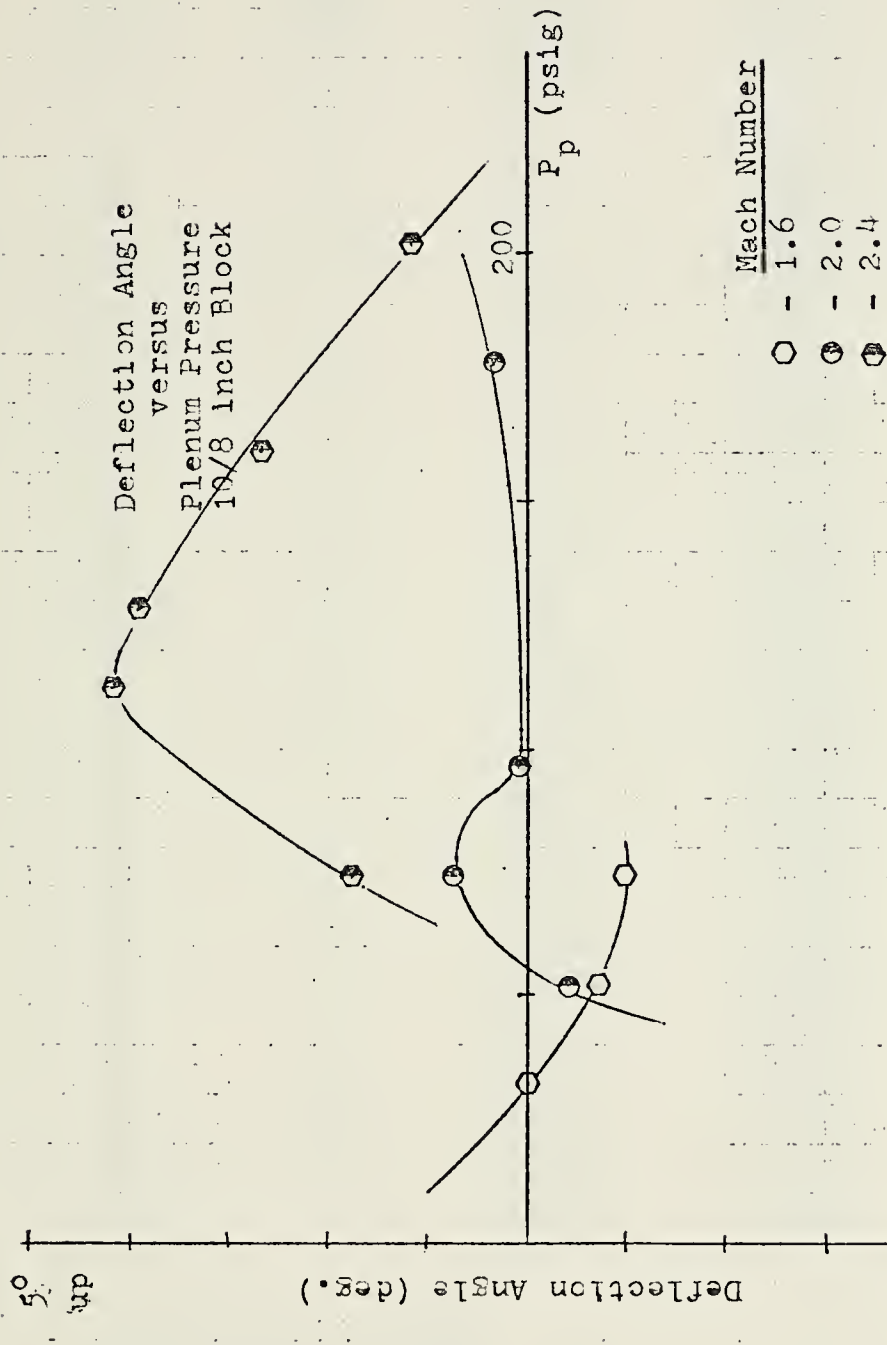 Deflection Angle
versus
Plenum Pressure
10/8 inch Block
5° up
Deflection Angle (deg.)
200
P_p (psig)
Mach Number
- 1.6
- 2.0
- 2.4